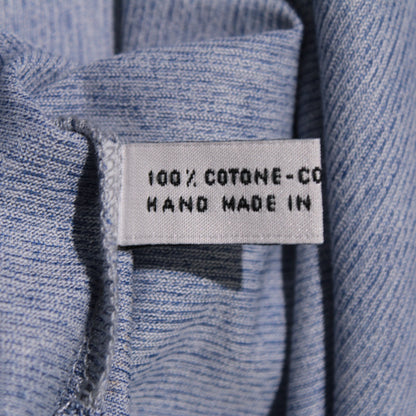 100% COTONE-CO
HAND MADE IN